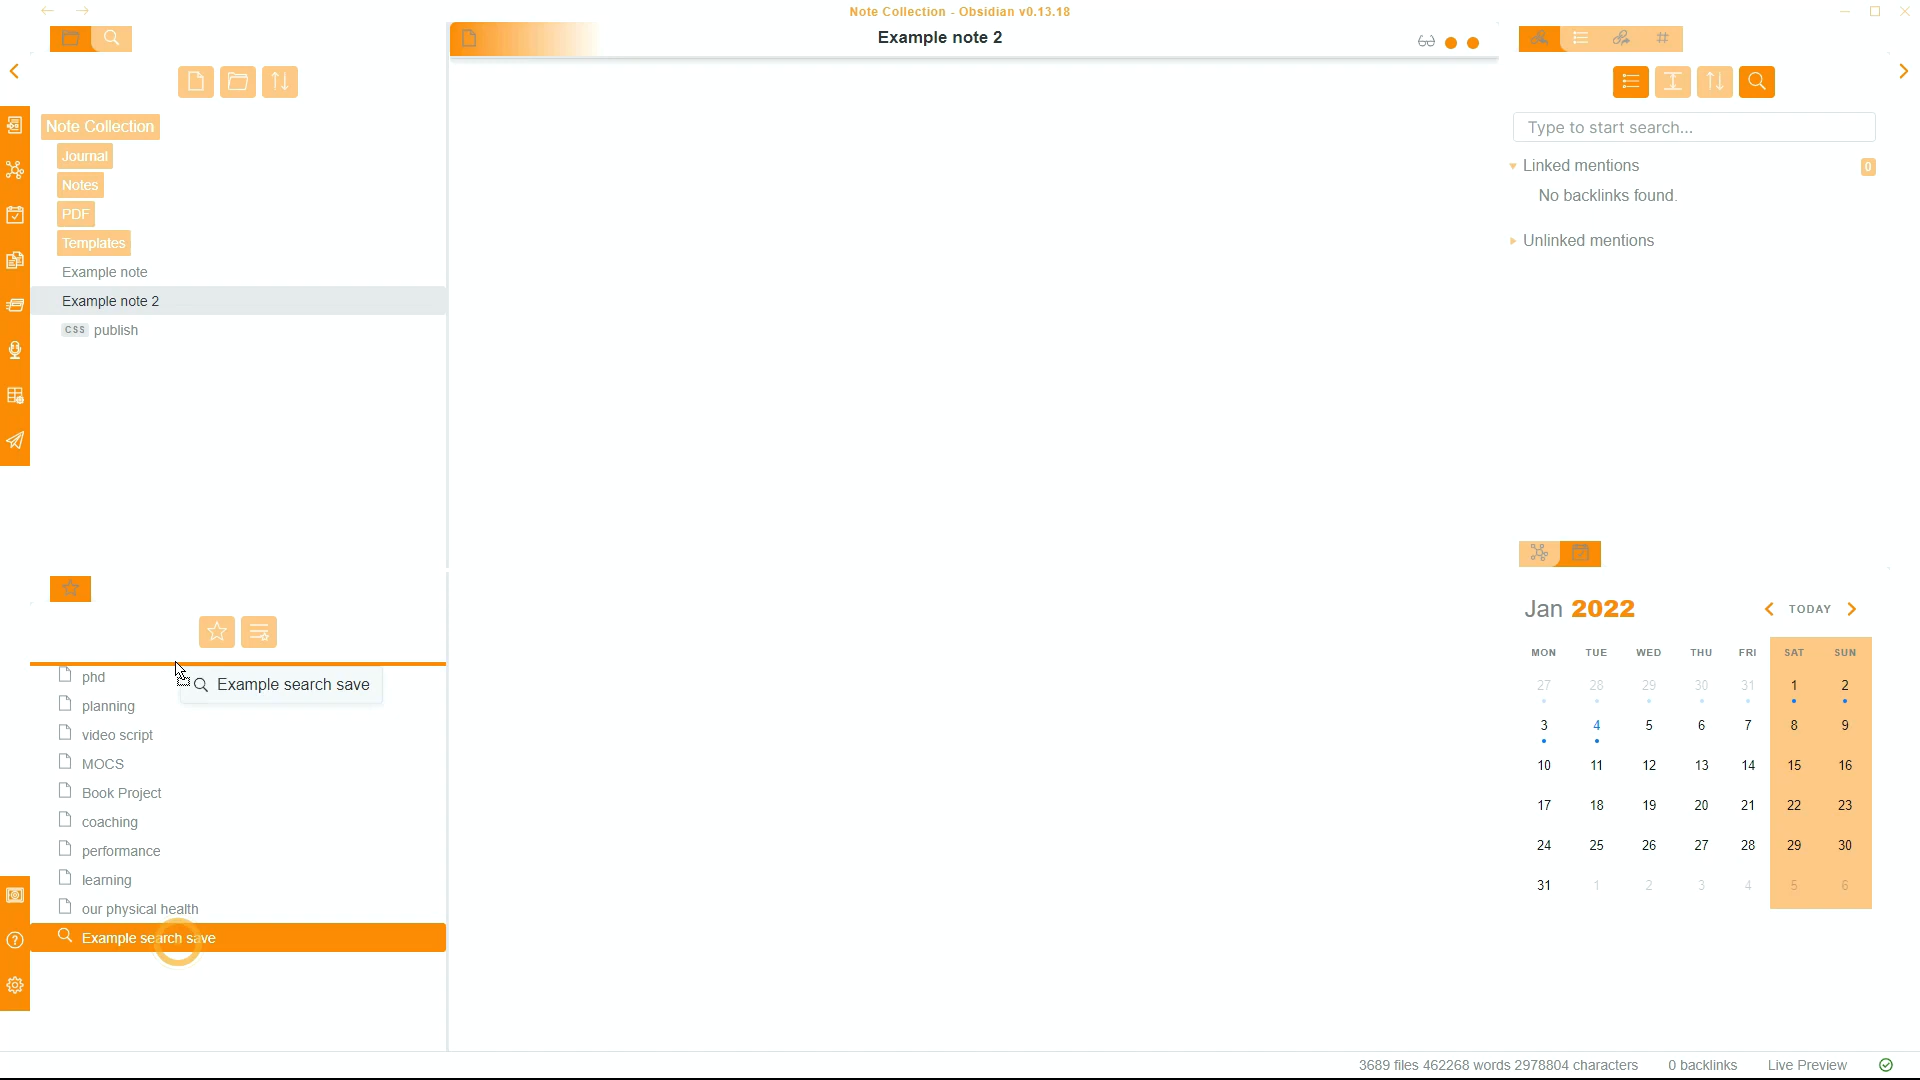 Note Collection - Obsidian v0.13.18
Example note 2
Note Collection
Journal
Notes
PDF
Templates
Example note
Example note 2
CSS publish
phd
Example search save
planning
video script
MOCS
Book Project
coaching
performance
learning
our physical health
Example search save
Type to start search...
Linked mentions 0
No backlinks found.
Unlinked mentions
Jan 2022 TODAY
MON TUE WED THU FRI SAT SUN
27 28 29 30 31 1 2
3 4 5 6 7 8 9
10 11 12 13 14 15 16
17 18 19 20 21 22 23
24 25 26 27 28 29 30
31 1 2 3 4 5 6
3689 files 462268 words 2978804 characters 0 backlinks Live Preview